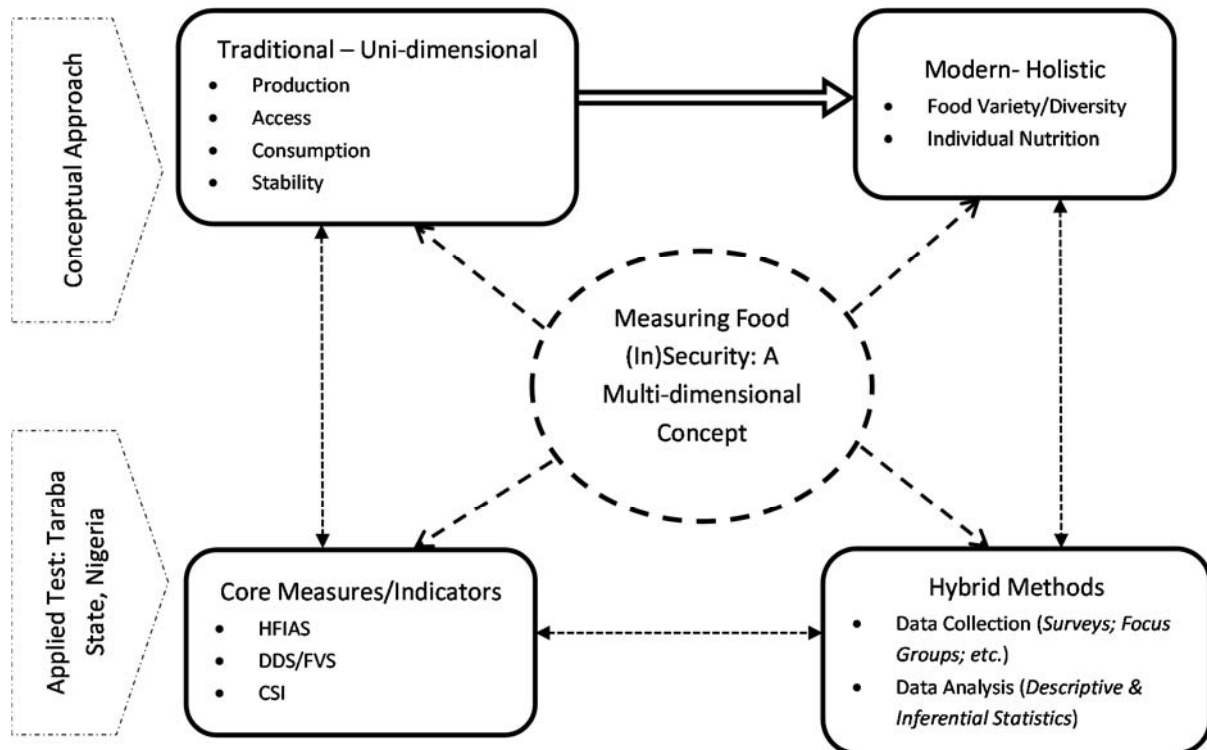 Conceptual Approach
Traditional – Uni-dimensional
• Production
• Access
• Consumption
• Stability
Modern- Holistic
• Food Variety/Diversity
• Individual Nutrition
Measuring Food
(In)Security: A
Multi-dimensional
Concept
Applied Test: Taraba
State, Nigeria
Core Measures/Indicators
• HFIAS
• DDS/FVS
• CSI
Hybrid Methods
• Data Collection (Surveys; Focus
Groups; etc.)
• Data Analysis (Descriptive &
Inferential Statistics)